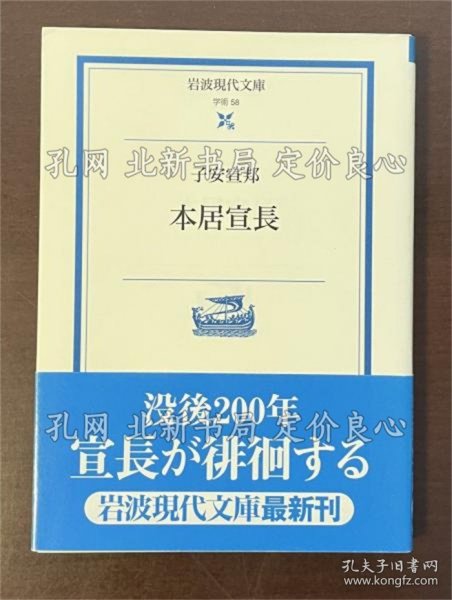 岩波現代文庫
学術 58
孔网 北新书局 定价良心
子安宣邦
本居宣長
孔网 北新书局 定价良心
没後200年
宣長が徘徊する
岩波現代文庫最新刊
孔夫子旧书网
www.kongfz.com